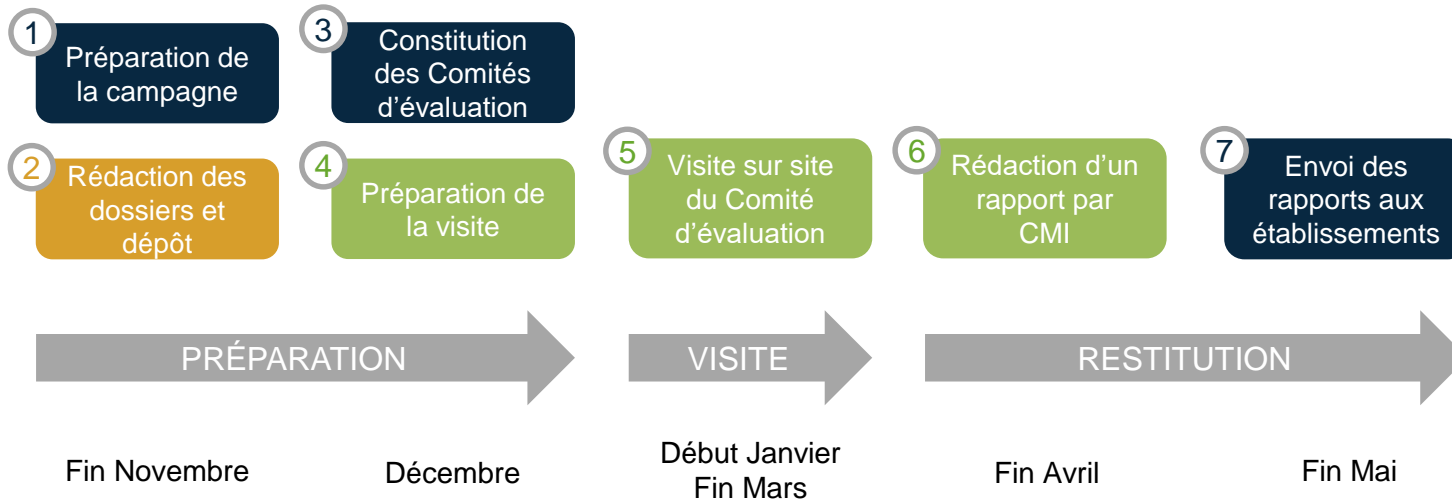 1
Préparation de
la campagne
3
Constitution
des Comités
d’évaluation
2
Rédaction des
dossiers et
dépôt
4
Préparation de
la visite
5
Visite sur site
du Comité
d’évaluation
6
Rédaction d’un
rapport par
CMI
7
Envoi des
rapports aux
établissements
PRÉPARATION
VISITE
RESTITUTION
Fin Novembre
Décembre
Début Janvier
Fin Mars
Fin Avril
Fin Mai